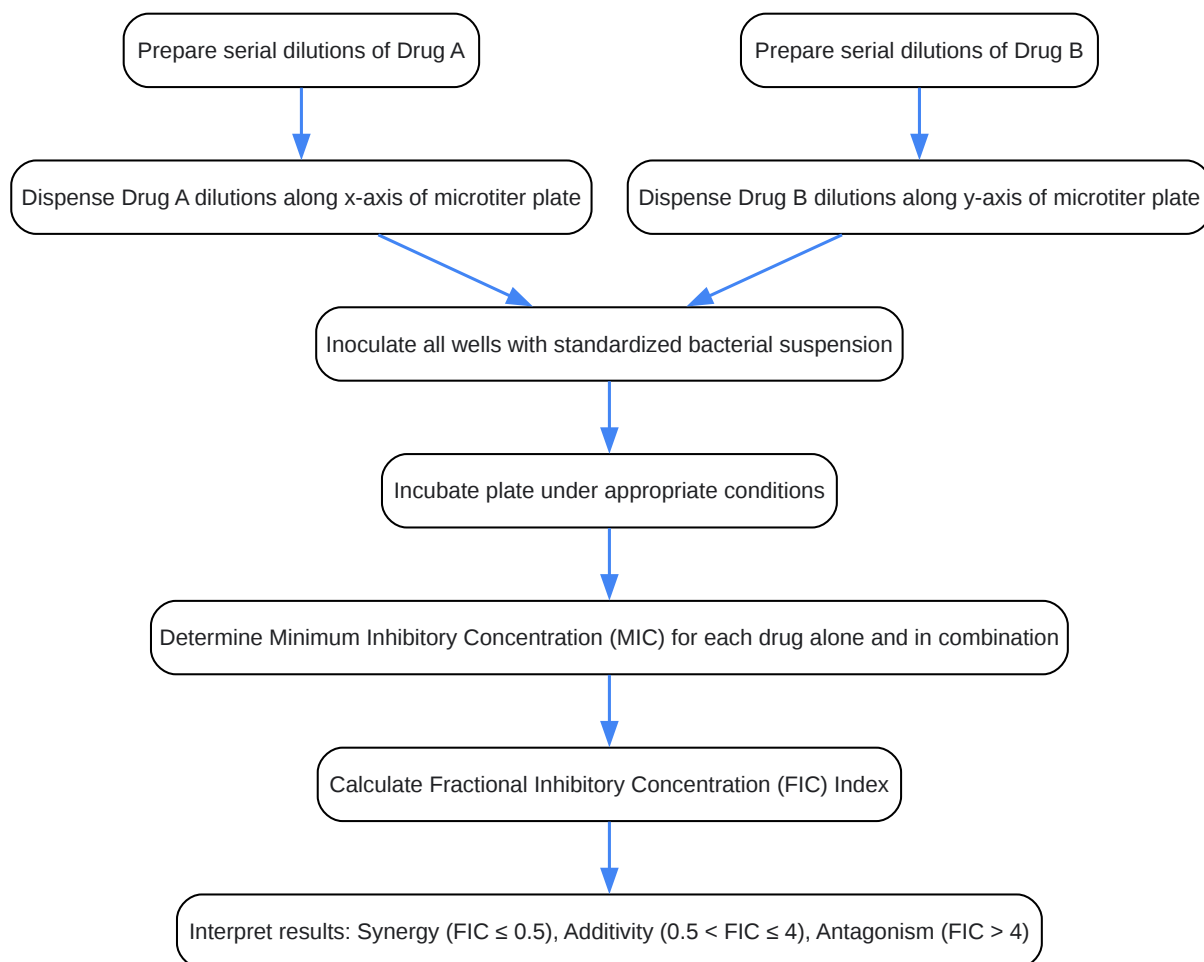 Prepare serial dilutions of Drug A
Prepare serial dilutions of Drug B
Dispense Drug A dilutions along x-axis of microtiter plate
Dispense Drug B dilutions along y-axis of microtiter plate
Inoculate all wells with standardized bacterial suspension
Incubate plate under appropriate conditions
Determine Minimum Inhibitory Concentration (MIC) for each drug alone and in combination
Calculate Fractional Inhibitory Concentration (FIC) Index
Interpret results: Synergy (FIC ≤ 0.5), Additivity (0.5 < FIC ≤ 4), Antagonism (FIC > 4)